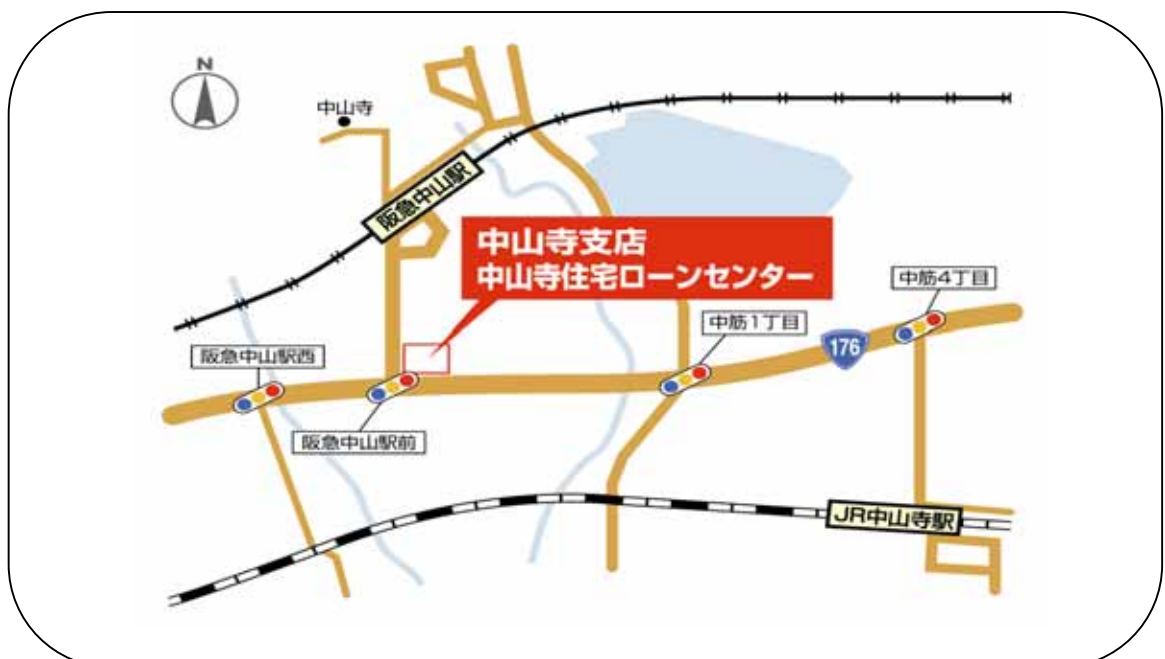 N
中山寺
阪急中山駅
中山寺支店
中山寺住宅ローンセンター
中筋4丁目
中筋1丁目
176
阪急中山駅西
阪急中山駅前
JR中山寺駅